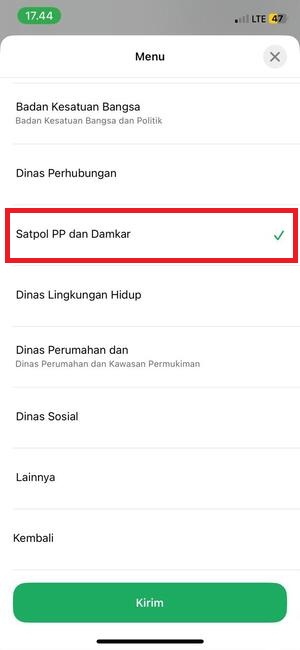 17.44
LTE 47
Menu
Badan Kesatuan Bangsa
Badan Kesatuan Bangsa dan Politik
Dinas Perhubungan
Satpol PP dan Damkar
Dinas Lingkungan Hidup
Dinas Perumahan dan
Dinas Perumahan dan Kawasan Permukiman
Dinas Sosial
Lainnya
Kembali
Kirim